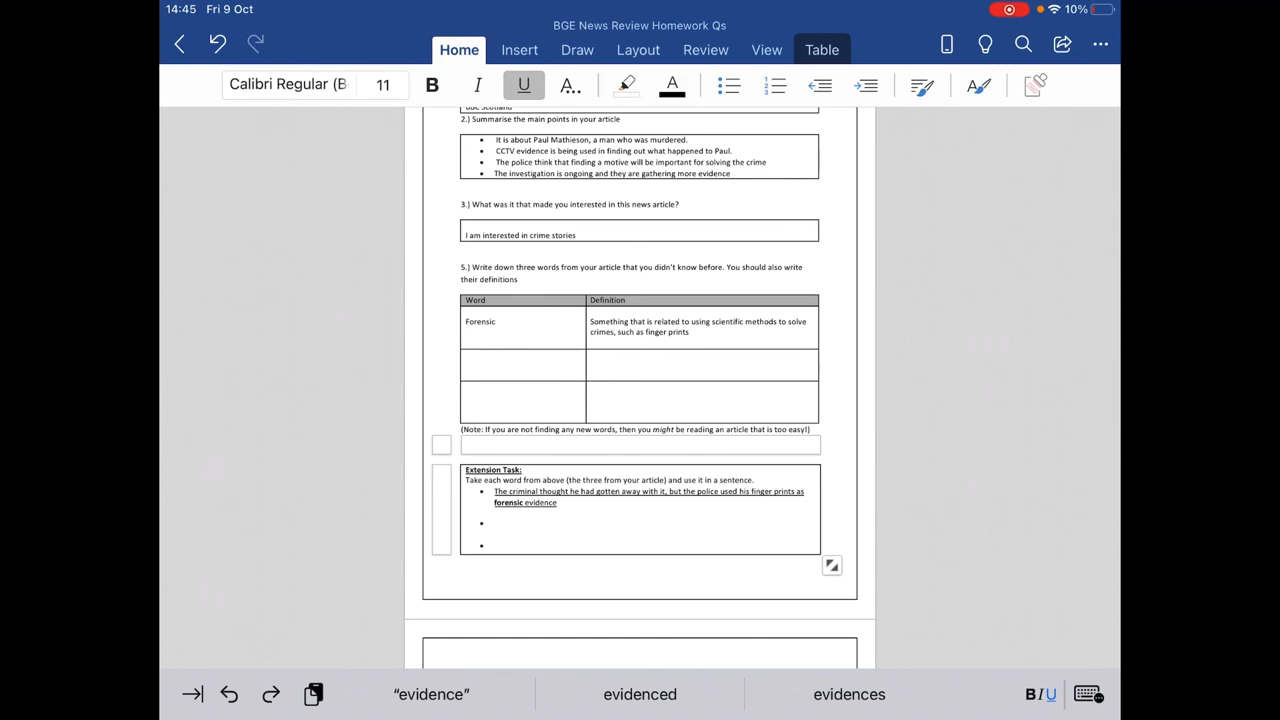 14:45 Fri 9 Oct
10%
BGE News Review Homework Qs
Home Insert Draw Layout Review View Table
Calibri Regular (B 11 B I U A.. A
BBC Scotland
2.) Summarise the main points in your article
• It is about Paul Mathieson, a man who was murdered.
• CCTV evidence is being used in finding out what happened to Paul.
• The police think that finding a motive will be important for solving the crime
• The investigation is ongoing and they are gathering more evidence
3.) What was it that made you interested in this news article?
I am interested in crime stories
5.) Write down three words from your article that you didn't know before. You should also write
their definitions
Word Definition
Forensic Something that is related to using scientific methods to solve
crimes, such as finger prints
(Note: If you are not finding any new words, then you might be reading an article that is too easy!)
Extension Task:
Take each word from above (the three from your article) and use it in a sentence.
• The criminal thought he had gotten away with it, but the police used his finger prints as
forensic evidence
•
•
"evidence" evidenced evidences BIU